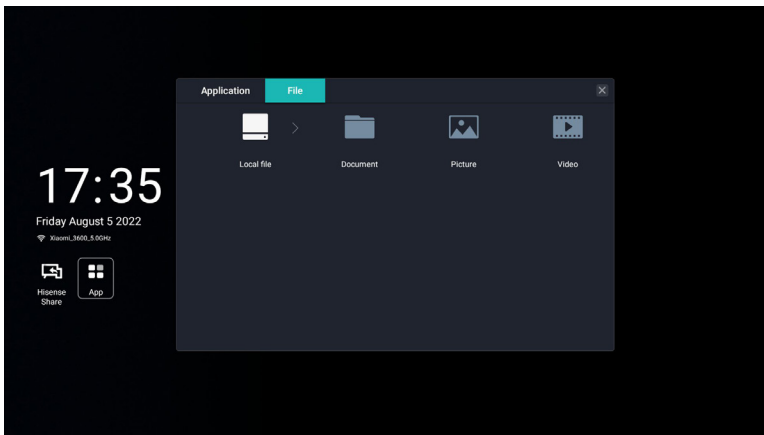 Application
File
Local file
Document
Picture
Video
17:35
Friday August 5 2022
Xiaomi_3600_5.0GHz
Hisense
Share
App